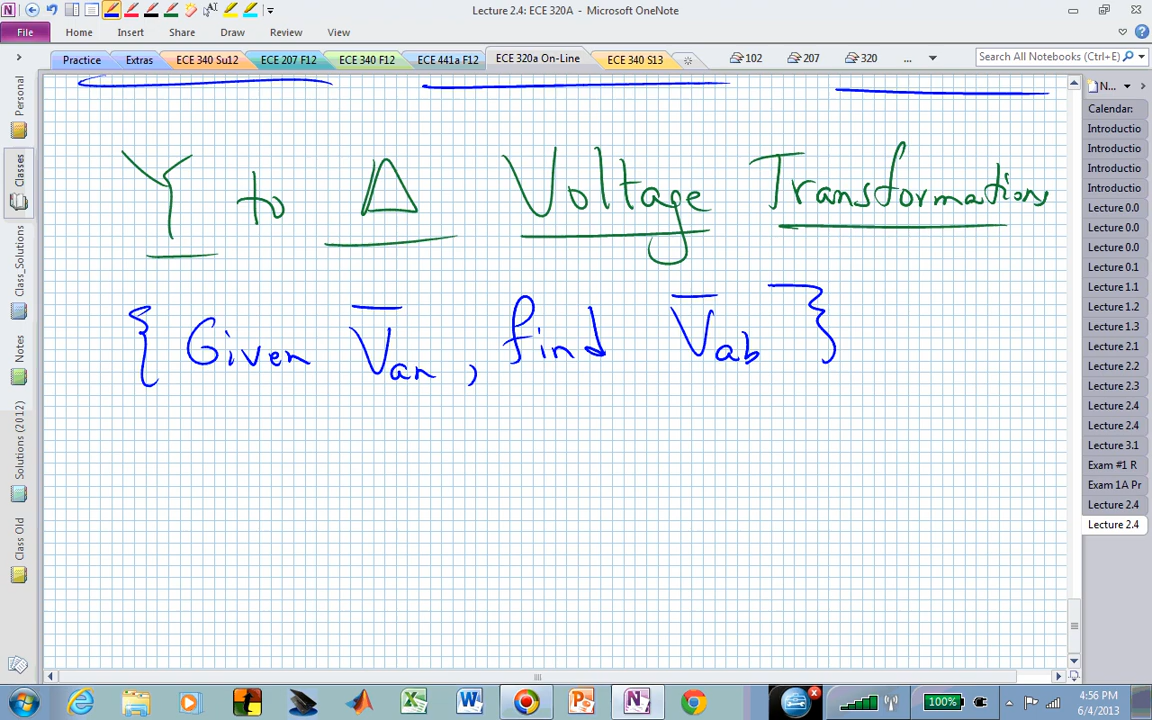 Lecture 2.4: ECE 320A - Microsoft OneNote
File Home Insert Share Draw Review View
Practice Extras ECE 340 Su12 ECE 207 F12 ECE 340 F12 ECE 441a F12 ECE 320a On-Line ECE 340 S13 102 207 320 ... Search All Notebooks (Ctrl+E)
Personal
Classes
Class_Solutions
Notes
Solutions (2012)
Class Old
Y to Δ Voltage Transformations
{ Given V̅an, find V̅ab }
N...
Calendar:
Introductio
Introductio
Introductio
Introductio
Lecture 0.0
Lecture 0.0
Lecture 0.0
Lecture 0.1
Lecture 1.1
Lecture 1.2
Lecture 1.3
Lecture 2.1
Lecture 2.2
Lecture 2.3
Lecture 2.4
Lecture 2.4
Lecture 3.1
Exam #1 R
Exam 1A Pr
Lecture 2.4
Lecture 2.4
100%
4:56 PM
6/4/2013